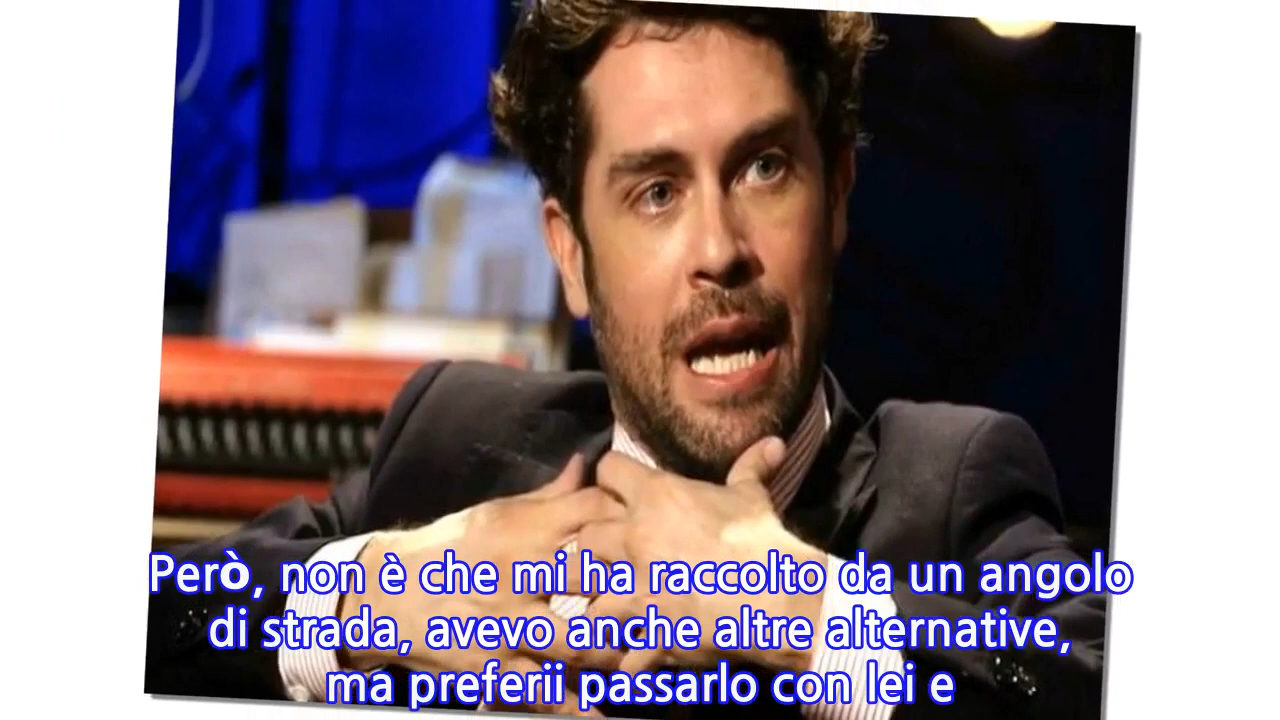 Però, non è che mi ha raccolto da un angolo
di strada, avevo anche altre alternative,
ma preferii passarlo con lei e